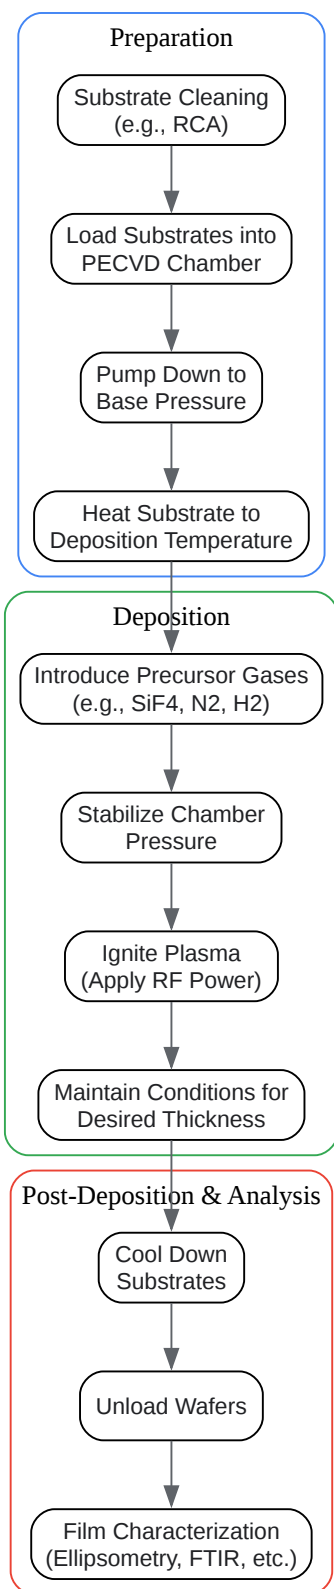 Preparation
Substrate Cleaning
(e.g., RCA)
Load Substrates into
PECVD Chamber
Pump Down to
Base Pressure
Heat Substrate to
Deposition Temperature
Deposition
Introduce Precursor Gases
(e.g., SiF4, N2, H2)
Stabilize Chamber
Pressure
Ignite Plasma
(Apply RF Power)
Maintain Conditions for
Desired Thickness
Post-Deposition & Analysis
Cool Down
Substrates
Unload Wafers
Film Characterization
(Ellipsometry, FTIR, etc.)